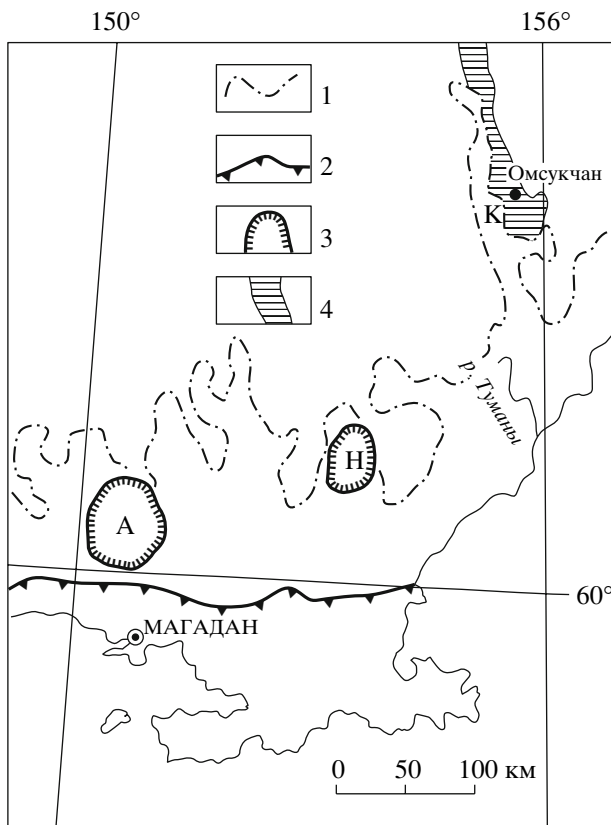 150° 156°
1
2
3
4
Омсукчан
К
р. Туманы
Н
А
60°
МАГАДАН
0 50 100 км